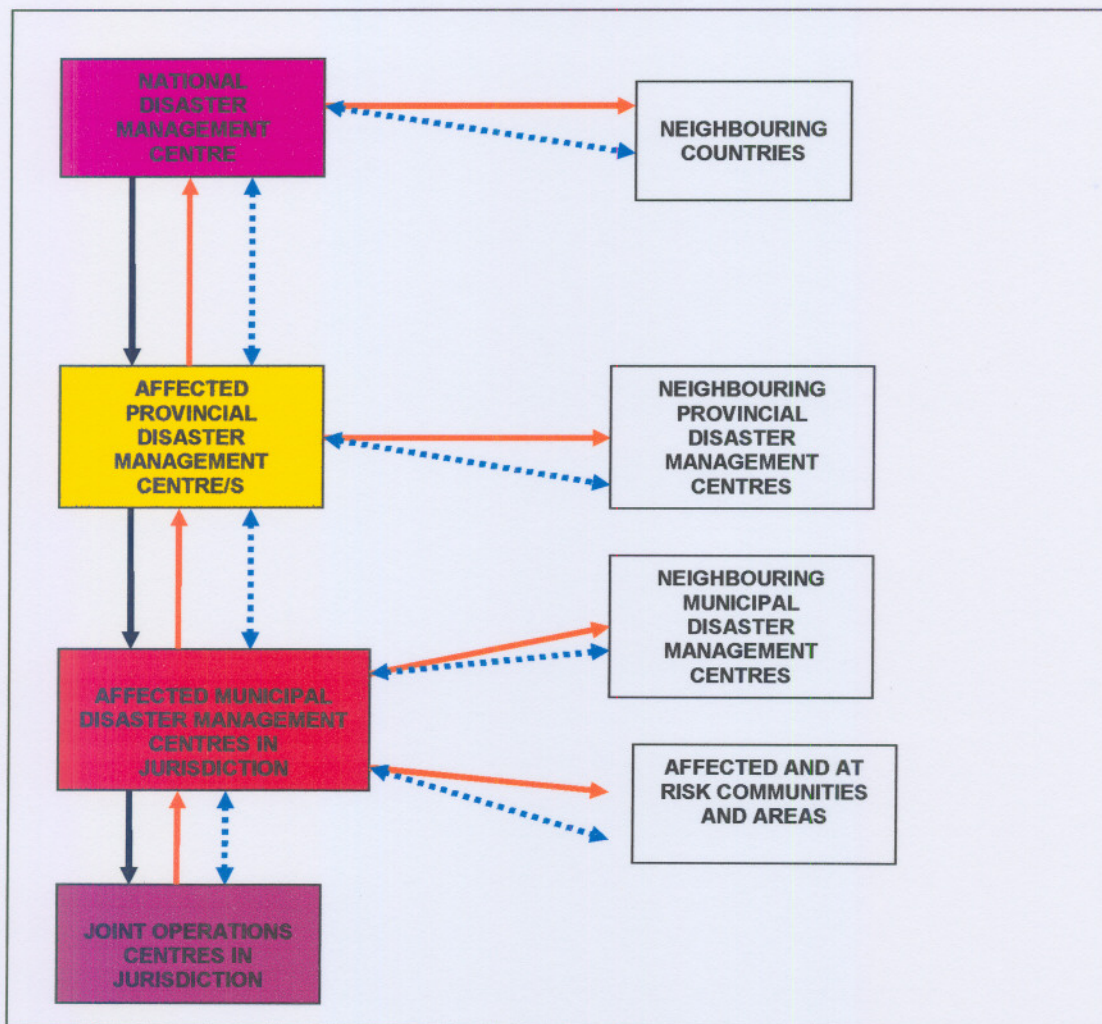 NATIONAL
DISASTER
MANAGEMENT
CENTRE
NEIGHBOURING
COUNTRIES
AFFECTED
PROVINCIAL
DISASTER
MANAGEMENT
CENTRE/S
NEIGHBOURING
PROVINCIAL
DISASTER
MANAGEMENT
CENTRES
NEIGHBOURING
MUNICIPAL
DISASTER
MANAGEMENT
CENTRES
AFFECTED MUNICIPAL
DISASTER MANAGEMENT
CENTRES IN
JURISDICTION
AFFECTED AND AT
RISK COMMUNITIES
AND AREAS
JOINT OPERATIONS
CENTRES IN
JURISDICTION